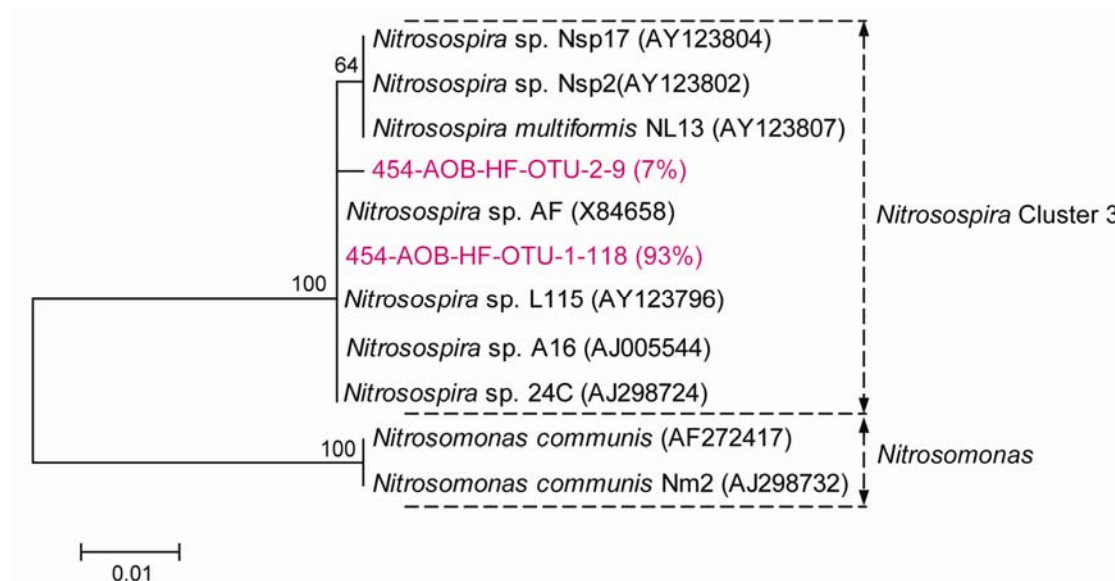 Nitrosospira sp. Nsp17 (AY123804)
64
Nitrosospira sp. Nsp2(AY123802)
Nitrosospira multiformis NL13 (AY123807)
454-AOB-HF-OTU-2-9 (7%)
Nitrosospira sp. AF (X84658)
Nitrosospira Cluster 3
454-AOB-HF-OTU-1-118 (93%)
100
Nitrosospira sp. L115 (AY123796)
Nitrosospira sp. A16 (AJ005544)
Nitrosospira sp. 24C (AJ298724)
Nitrosomonas communis (AF272417)
100
Nitrosomonas
Nitrosomonas communis Nm2 (AJ298732)
0.01